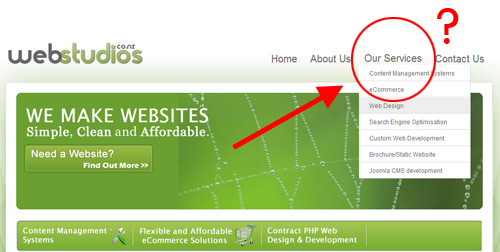 ?
webstudios.co.nz
Home About Us Our Services Contact Us
Content Management Systems
eCommerce
Web Design
Search Engine Optimisation
Custom Web Development
Brochure/Static Website
Joomla CMS development
WE MAKE WEBSITES
Simple, Clean and Affordable.
Need a Website?
Find Out More >>
Content Management
Systems
Flexible and Affordable
eCommerce Solutions
Contract PHP Web
Design & Development